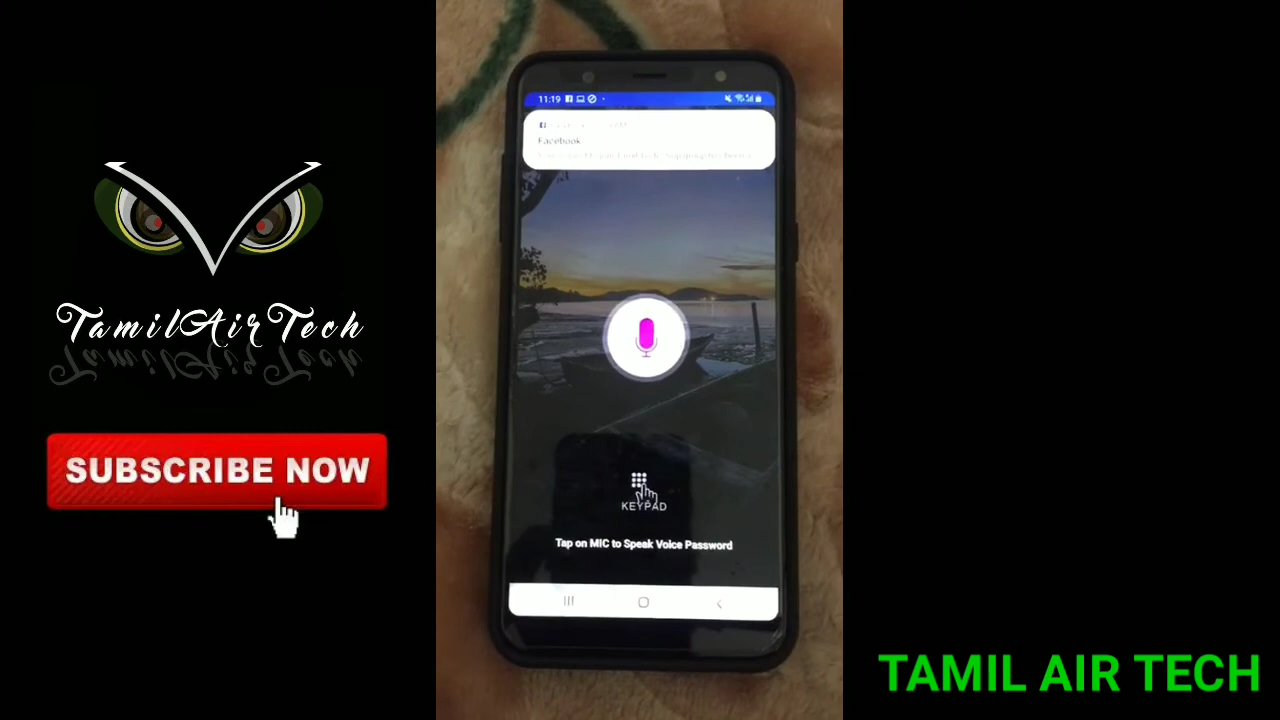 TamilAirTech
SUBSCRIBE NOW
11:19
Facebook
KEYPAD
Tap on MIC to Speak Voice Password
TAMIL AIR TECH